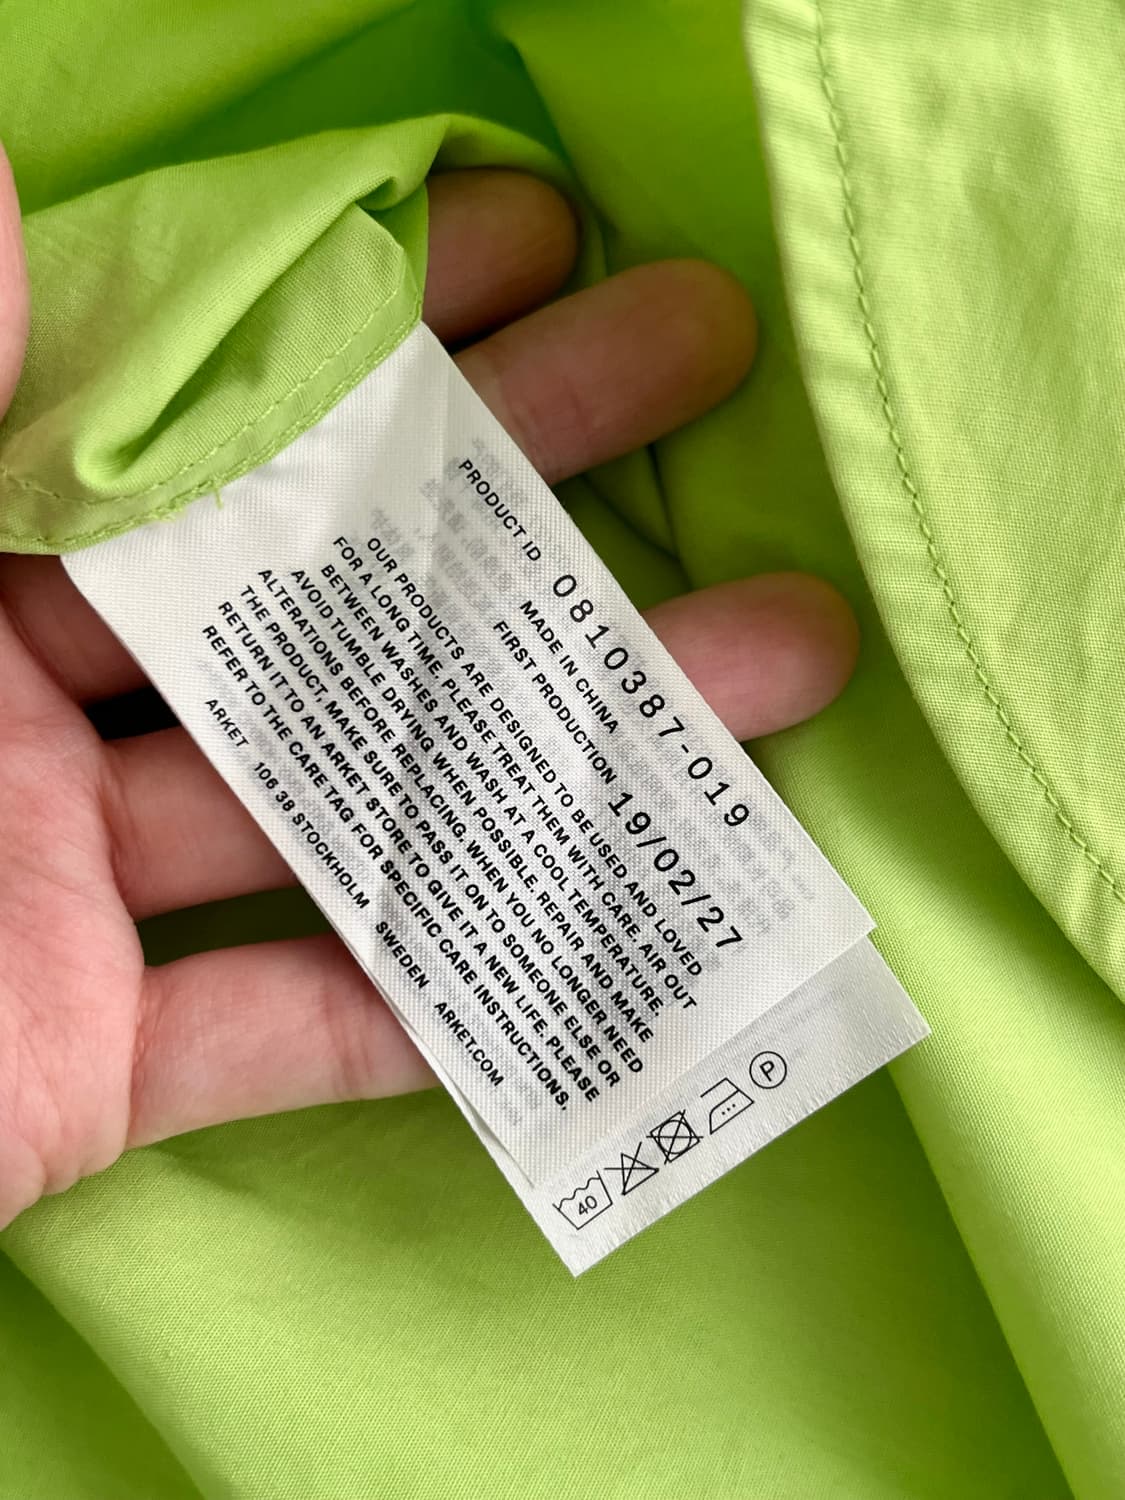 PRODUCT ID 0810387-019
MADE IN CHINA
FIRST PRODUCTION 19/02/27
OUR PRODUCTS ARE DESIGNED TO BE USED AND LOVED
FOR A LONG TIME. PLEASE TREAT THEM WITH CARE. AIR OUT
BETWEEN WASHES AND WASH AT A COOL TEMPERATURE.
AVOID TUMBLE DRYING WHEN POSSIBLE. REPAIR AND MAKE
ALTERATIONS BEFORE REPLACING. WHEN YOU NO LONGER NEED
THE PRODUCT, MAKE SURE TO PASS IT ON TO SOMEONE ELSE OR
RETURN IT TO AN ARKET STORE TO GIVE IT A NEW LIFE. PLEASE
REFER TO THE CARE TAG FOR SPECIFIC CARE INSTRUCTIONS.
ARKET 106 38 STOCKHOLM SWEDEN ARKET.COM
40 P